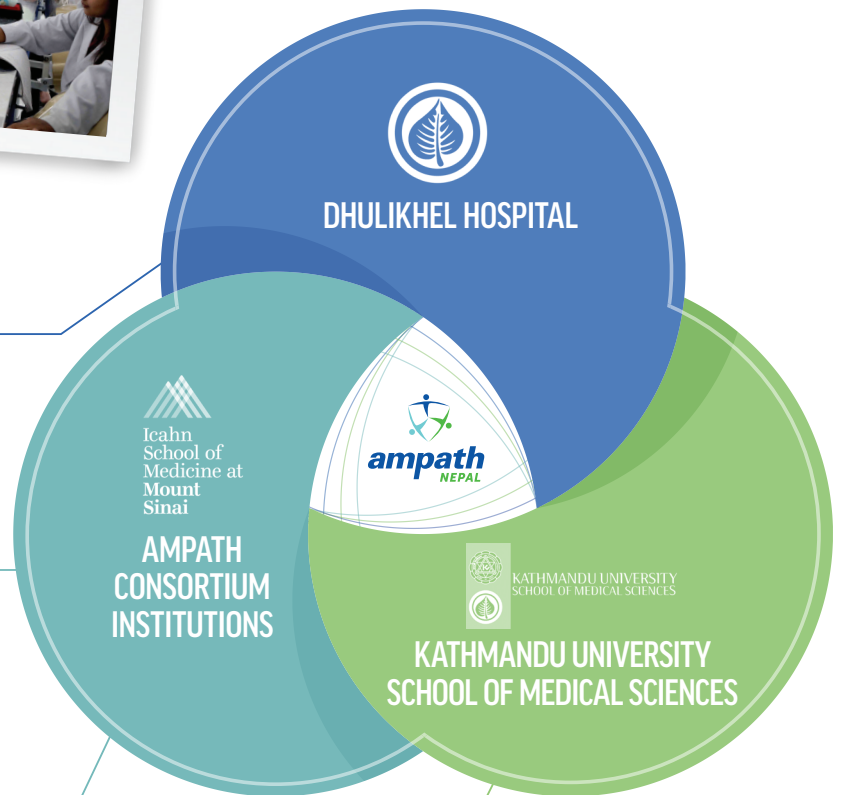 DHULIKHEL HOSPITAL
Icahn
School of
Medicine at
Mount
Sinai
AMPATH
CONSORTIUM
INSTITUTIONS
ampath
NEPAL
KATHMANDU UNIVERSITY
SCHOOL OF MEDICAL SCIENCES
KATHMANDU UNIVERSITY
SCHOOL OF MEDICAL SCIENCES